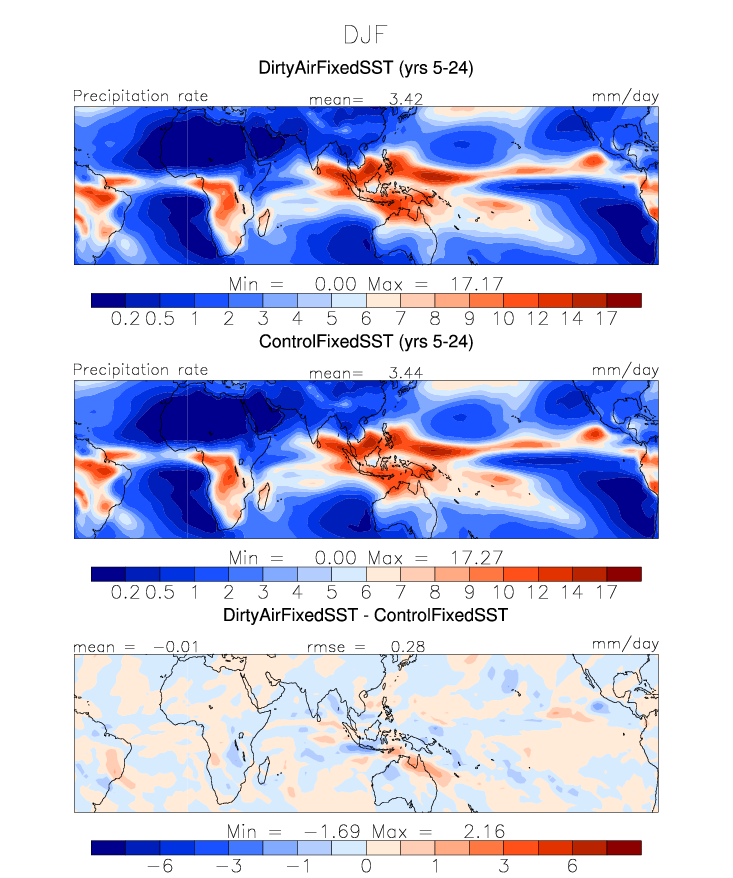 DJF
DirtyAirFixedSST (yrs 5-24)
Precipitation rate mean= 3.42 mm/day
Min = 0.00 Max = 17.17
0.2 0.5 1 2 3 4 5 6 7 8 9 10 12 14 17
ControlFixedSST (yrs 5-24)
Precipitation rate mean= 3.44 mm/day
Min = 0.00 Max = 17.27
0.2 0.5 1 2 3 4 5 6 7 8 9 10 12 14 17
DirtyAirFixedSST - ControlFixedSST
mean = -0.01 rmse = 0.28 mm/day
Min = -1.69 Max = 2.16
-6 -3 -1 0 1 3 6